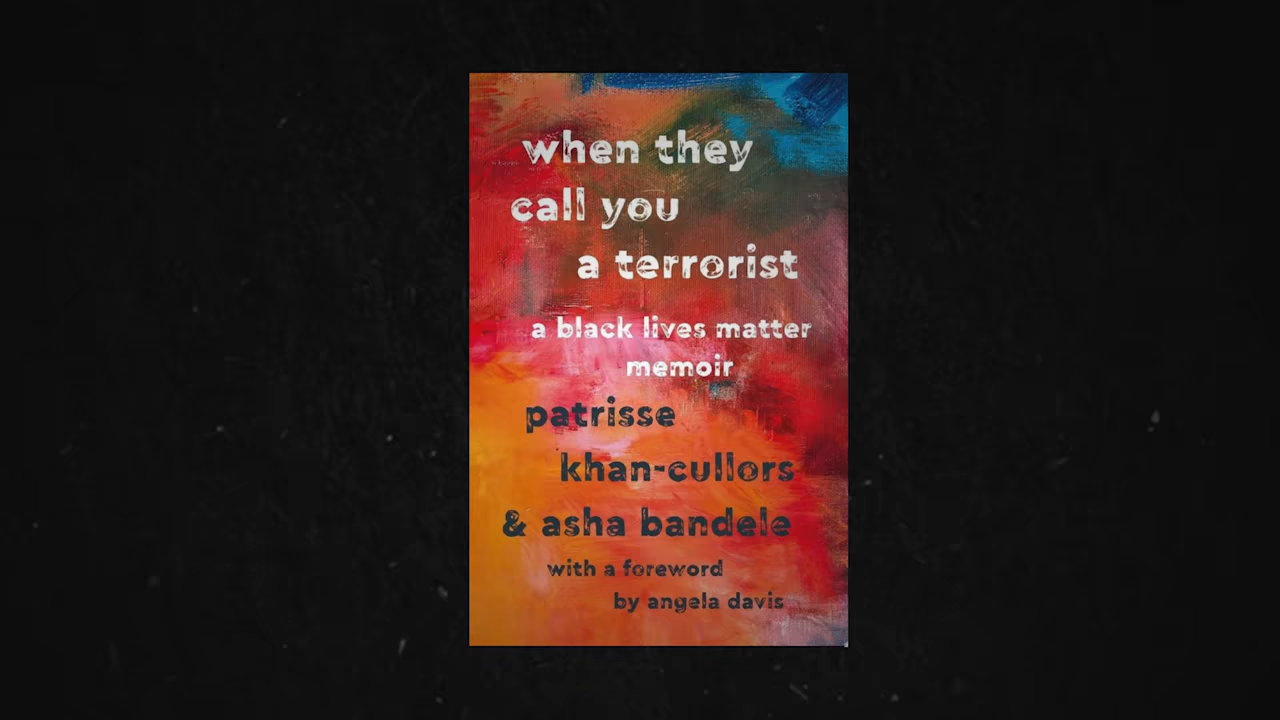 when they
call you
a terrorist
a black lives matter
memoir
patrisse
khan-cullors
& asha bandele
with a foreword
by angela davis